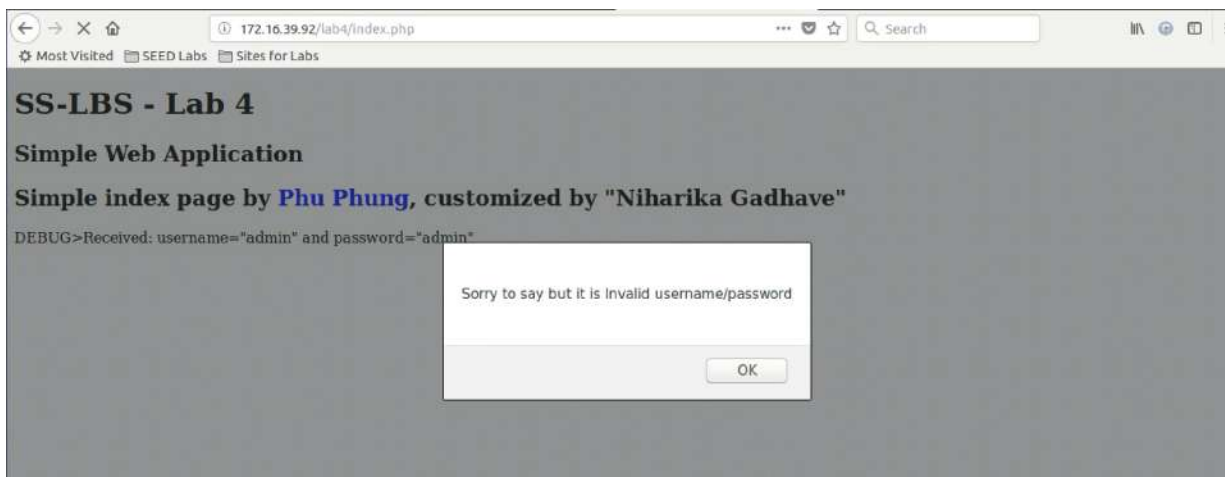 172.16.39.92/lab4/index.php
Search
Most Visited SEED Labs Sites for Labs
SS-LBS - Lab 4
Simple Web Application
Simple index page by Phu Phung, customized by "Niharika Gadhave"
DEBUG>Received: username="admin" and password="admin"
Sorry to say but it is Invalid username/password
OK